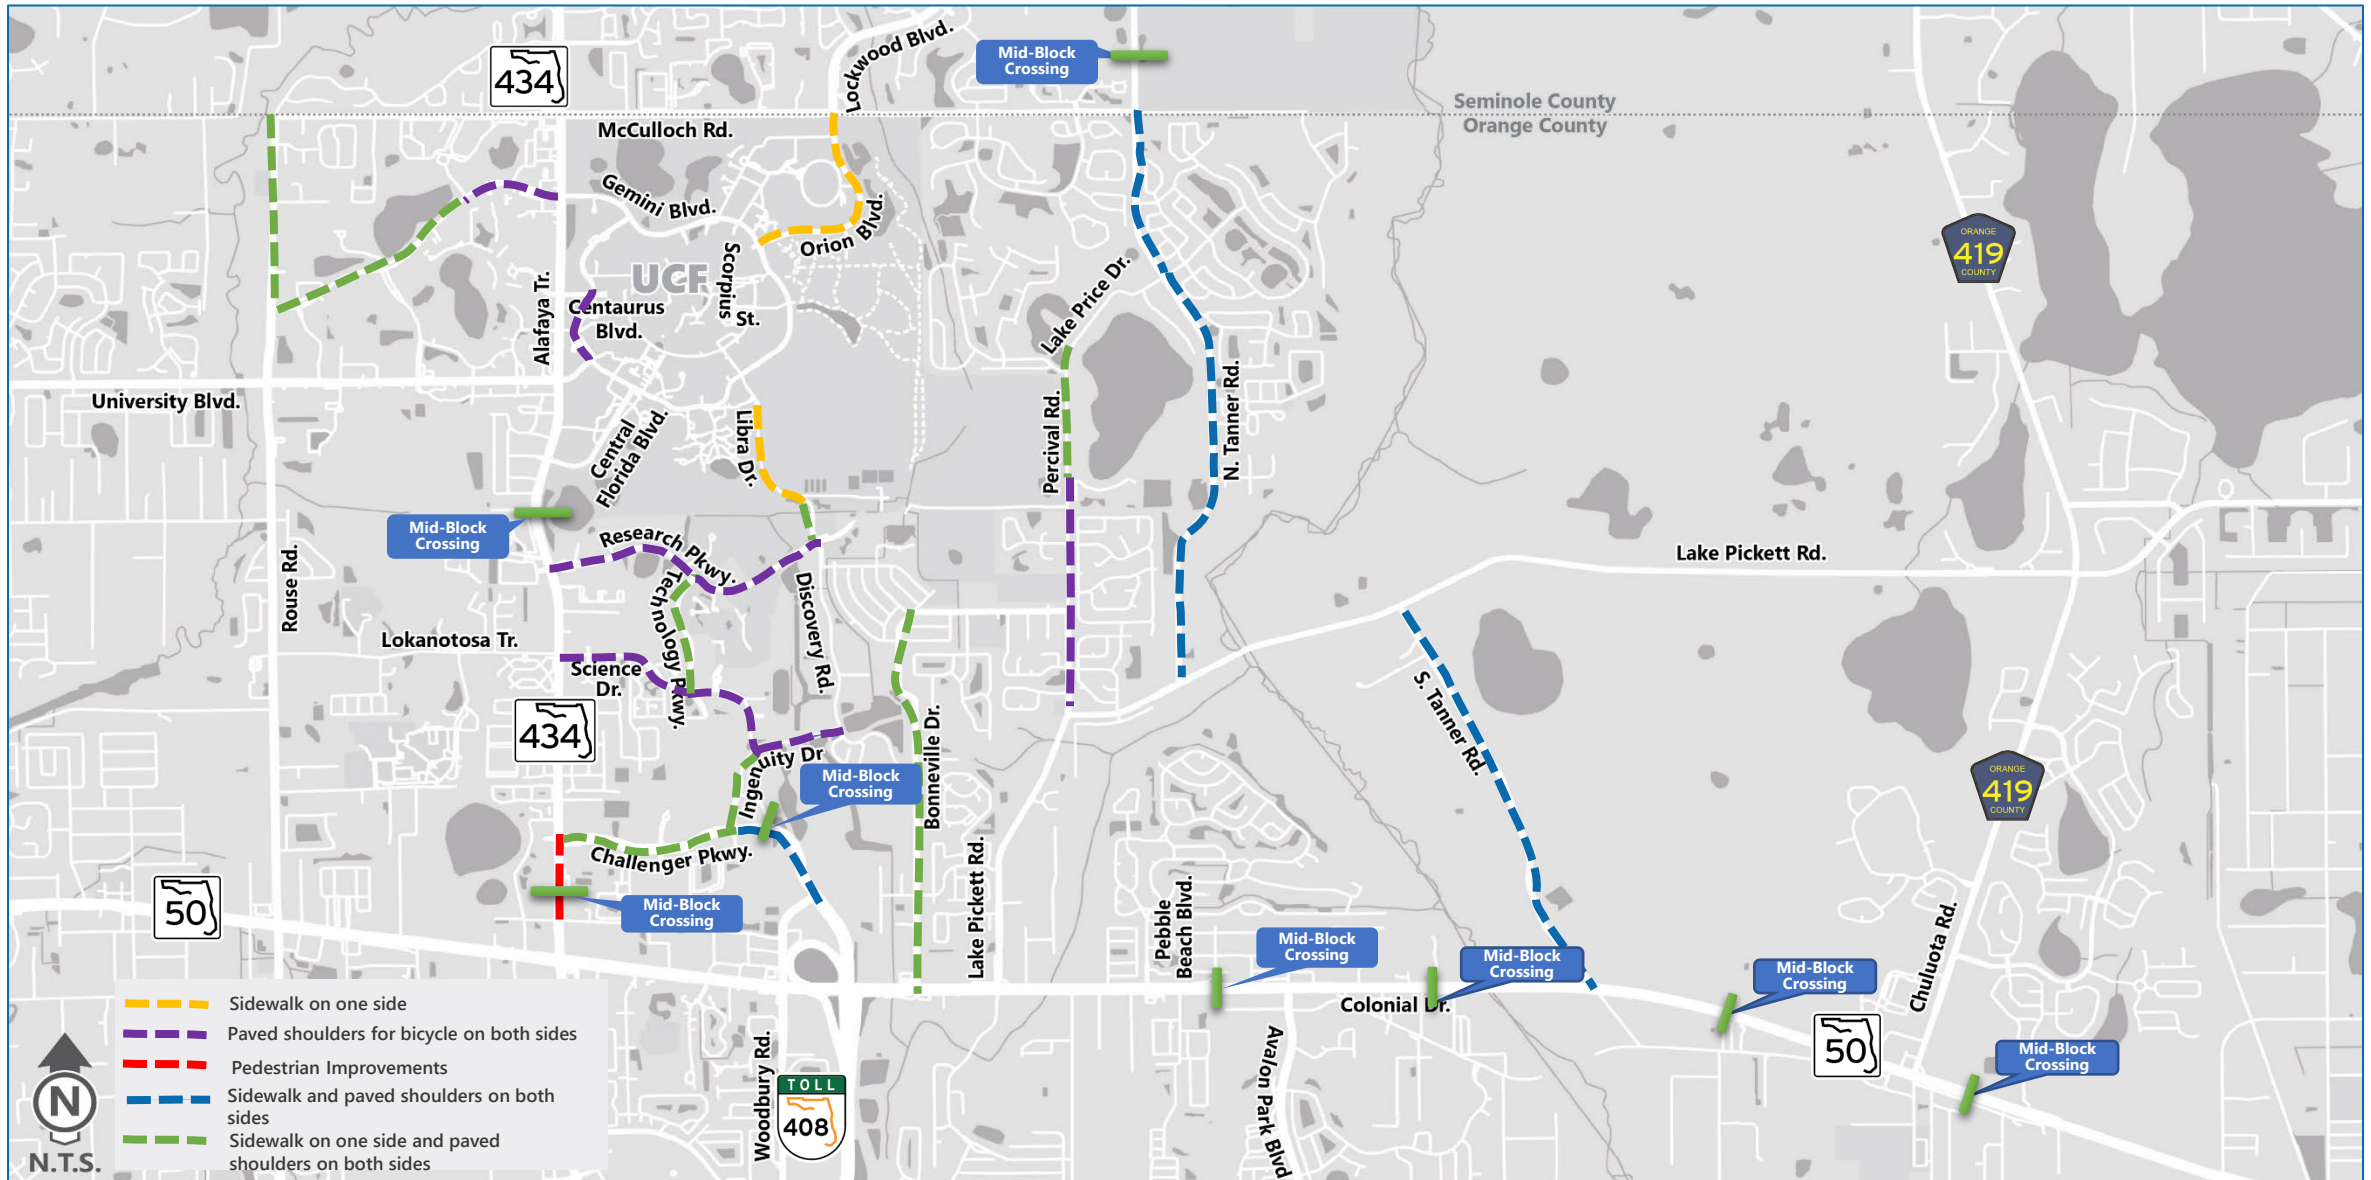 Lockwood Blvd.
Mid-Block
Crossing
434
Seminole County
Orange County
McCulloch Rd.
Gemini Blvd.
Orion Blvd.
Scorpius
St.
UCF
Centaurus
Blvd.
Alafaya Tr.
Lake Price Dr.
ORANGE
419
COUNTY
University Blvd.
Central
Florida Blvd.
Libra Dr.
Percival Rd.
N. Tanner Rd.
Mid-Block
Crossing
Research Pkwy.
Technology Pkwy.
Discovery Rd.
Rouse Rd.
Lake Pickett Rd.
Lokanotosa Tr.
Science
Dr.
434
S. Tanner Rd.
Ingenuity Dr
Mid-Block
Crossing
Bonneville Dr.
ORANGE
419
COUNTY
Challenger Pkwy.
Lake Pickett Rd.
50
Mid-Block
Crossing
Pebble
Beach Blvd.
Mid-Block
Crossing
Mid-Block
Crossing
Mid-Block
Crossing
Chuluota Rd.
Colonial Dr.
50
Mid-Block
Crossing
Woodbury Rd.
TOLL
408
Avalon Park Blvd
Sidewalk on one side
Paved shoulders for bicycle on both sides
Pedestrian Improvements
Sidewalk and paved shoulders on both
sides
Sidewalk on one side and paved
shoulders on both sides
N
N.T.S.